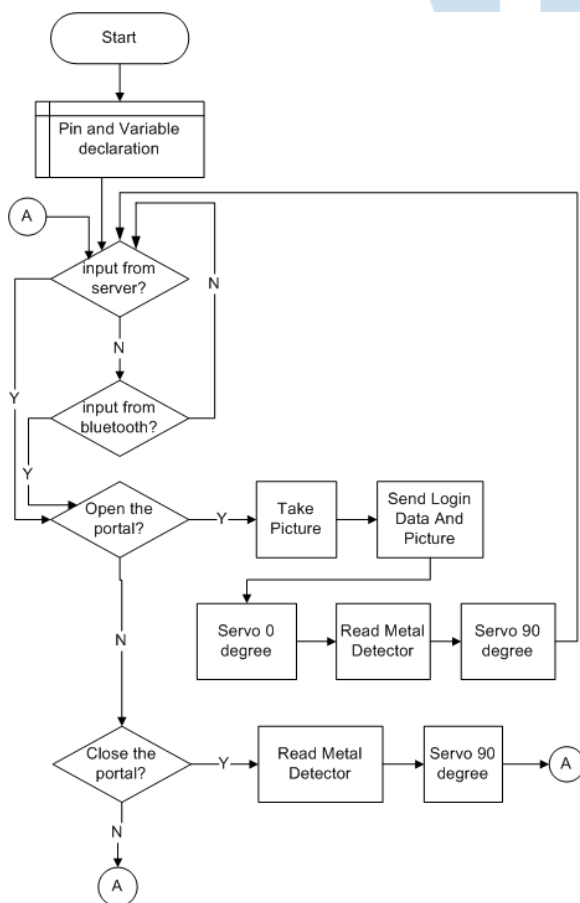 Start
Pin and Variable
declaration
A
input from
server?
N
N
Y
input from
bluetooth?
Y
Open the
portal?
Y
Take
Picture
Send Login
Data And
Picture
N
Servo 0
degree
Read Metal
Detector
Servo 90
degree
Close the
portal?
Y
Read Metal
Detector
Servo 90
degree
A
N
A